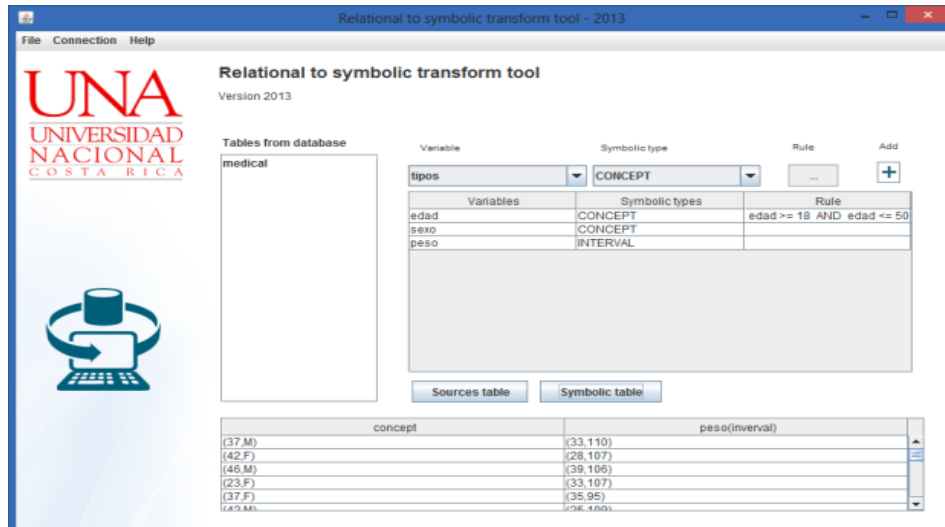 Relational to symbolic transform tool - 2013
File Connection Help
Relational to symbolic transform tool
Version 2013
UNA
UNIVERSIDAD
NACIONAL
COSTA RICA
Tables from database
medical
Variable Symbolic type Rule Add
tipos CONCEPT ... +
Variables Symbolic types Rule
edad CONCEPT edad >= 18 AND edad <= 50
sexo CONCEPT
peso INTERVAL
Sources table Symbolic table
concept peso(inverval)
(37,M) (33,110)
(42,F) (28,107)
(46,M) (39,106)
(23,F) (33,107)
(37,F) (35,95)